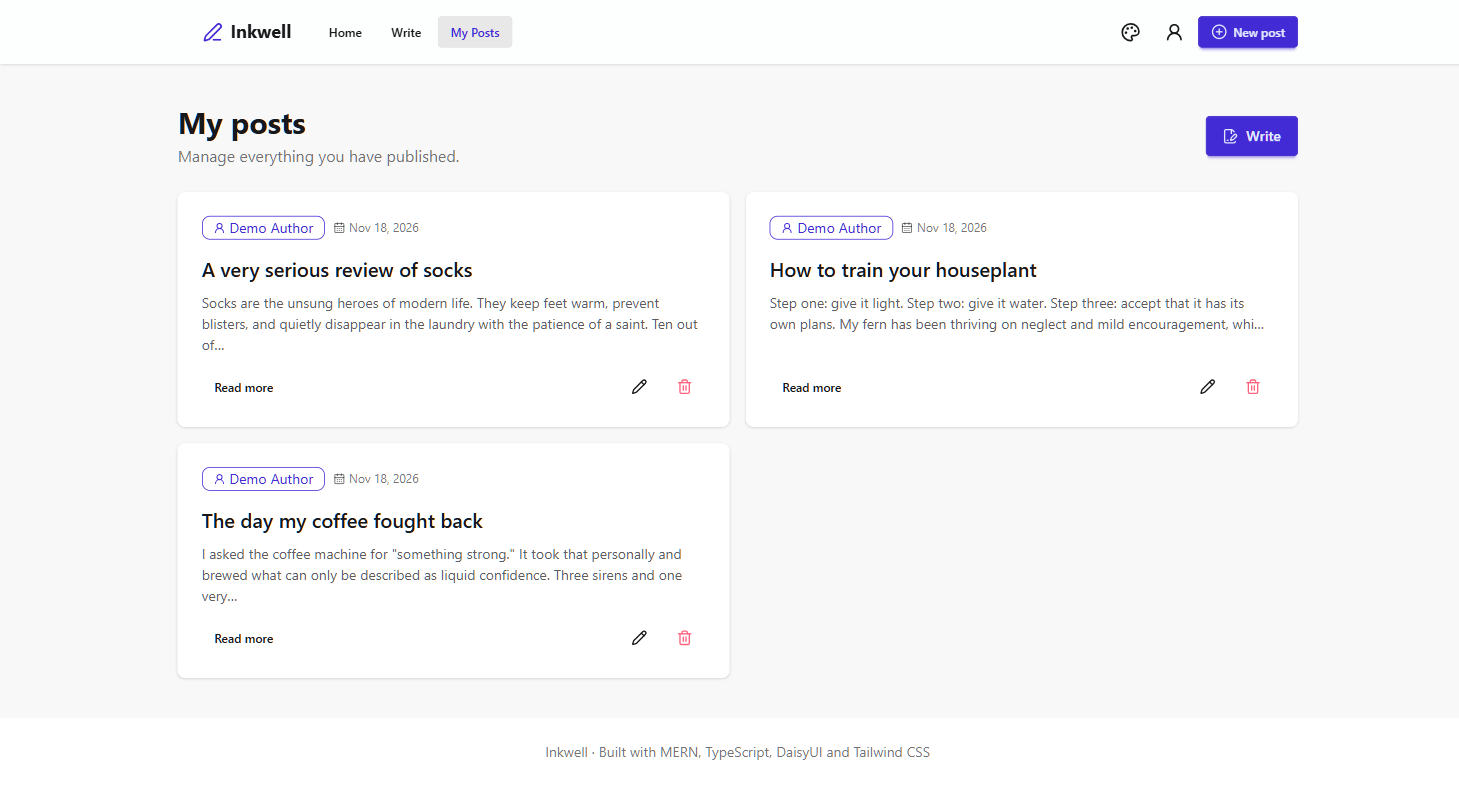 Inkwell
Home
Write
My Posts
New post
My posts
Manage everything you have published.
Write
Demo Author
Nov 18, 2026
A very serious review of socks
Socks are the unsung heroes of modern life. They keep feet warm, prevent
blisters, and quietly disappear in the laundry with the patience of a saint. Ten out
of...
Read more
Demo Author
Nov 18, 2026
How to train your houseplant
Step one: give it light. Step two: give it water. Step three: accept that it has its
own plans. My fern has been thriving on neglect and mild encouragement, whi...
Read more
Demo Author
Nov 18, 2026
The day my coffee fought back
I asked the coffee machine for "something strong." It took that personally and
brewed what can only be described as liquid confidence. Three sirens and one
very...
Read more
Inkwell · Built with MERN, TypeScript, DaisyUI and Tailwind CSS